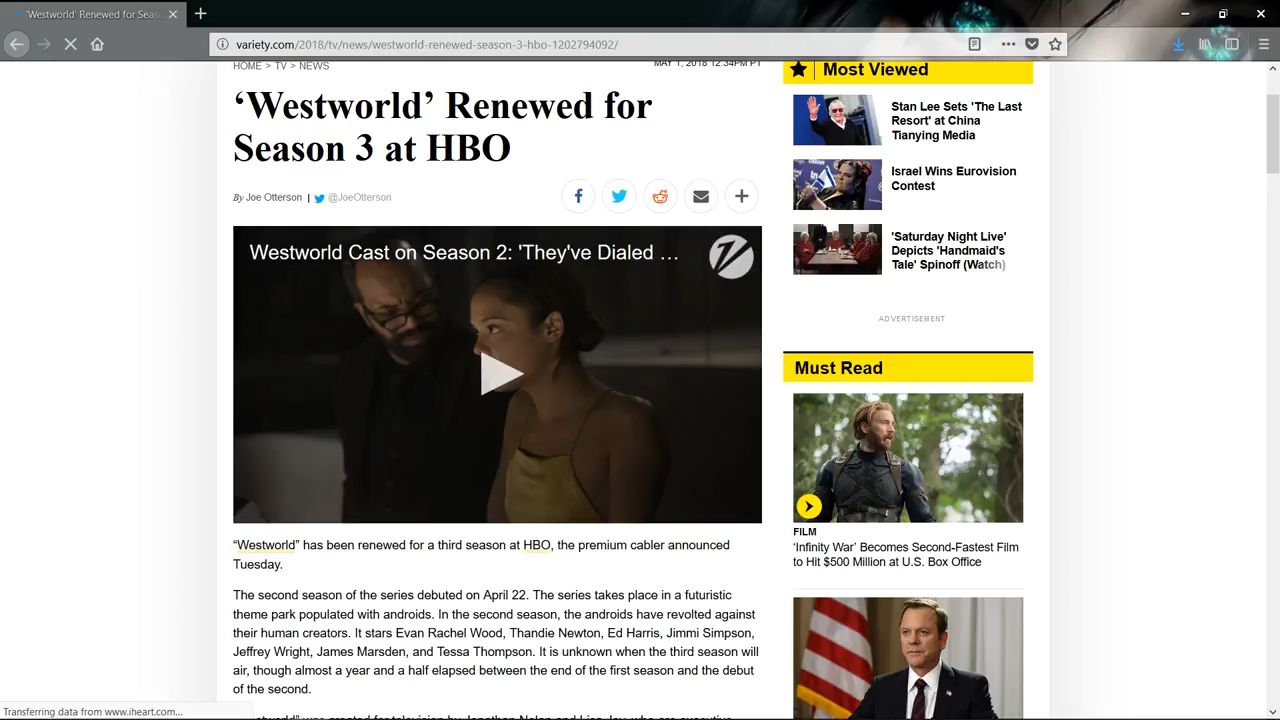 'Westworld' Renewed for Seas
variety.com/2018/tv/news/westworld-renewed-season-3-hbo-1202794092/
HOME > TV > NEWS
MAY 1, 2018 12:34PM PT
‘Westworld’ Renewed for
Season 3 at HBO
By Joe Otterson | @JoeOtterson
Westworld Cast on Season 2: 'They've Dialed ...
“Westworld” has been renewed for a third season at HBO, the premium cabler announced
Tuesday.
The second season of the series debuted on April 22. The series takes place in a futuristic
theme park populated with androids. In the second season, the androids have revolted against
their human creators. It stars Evan Rachel Wood, Thandie Newton, Ed Harris, Jimmi Simpson,
Jeffrey Wright, James Marsden, and Tessa Thompson. It is unknown when the third season will
air, though almost a year and a half elapsed between the end of the first season and the debut
of the second.
Most Viewed
Stan Lee Sets 'The Last
Resort' at China
Tianying Media
Israel Wins Eurovision
Contest
'Saturday Night Live'
Depicts 'Handmaid's
Tale' Spinoff (Watch)
ADVERTISEMENT
Must Read
FILM
‘Infinity War’ Becomes Second-Fastest Film
to Hit $500 Million at U.S. Box Office
Transferring data from www.iheart.com...